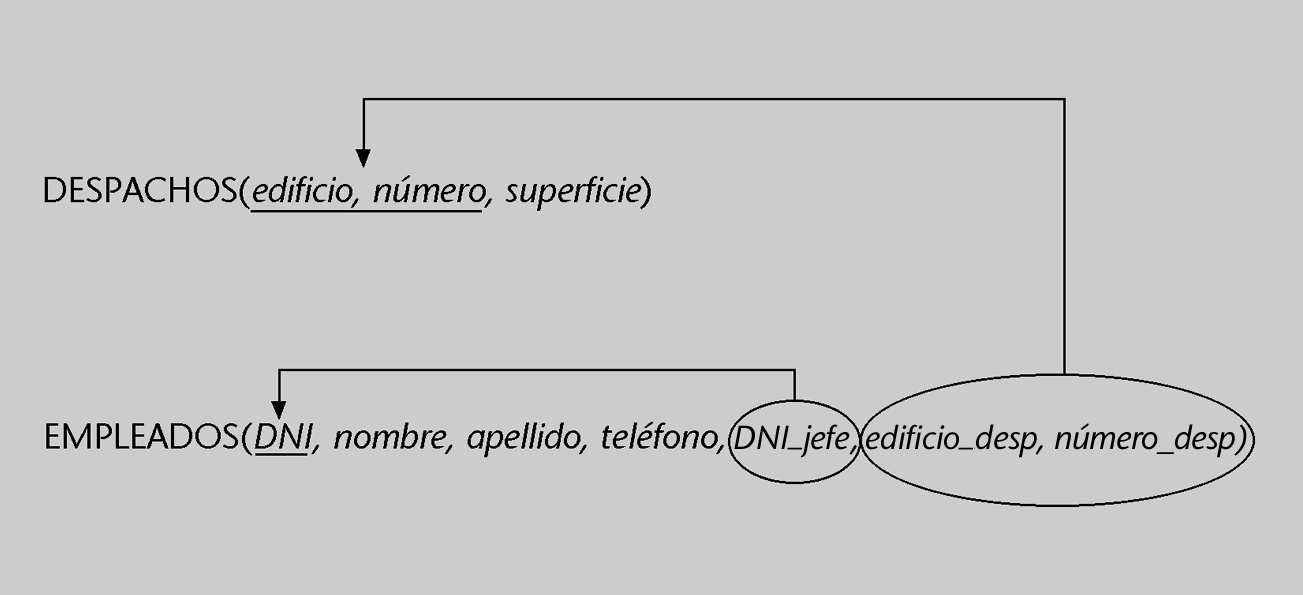 DESPACHOS(edificio, número, superficie)
EMPLEADOS(DNI, nombre, apellido, teléfono, DNI_jefe, edificio_desp, número_desp)